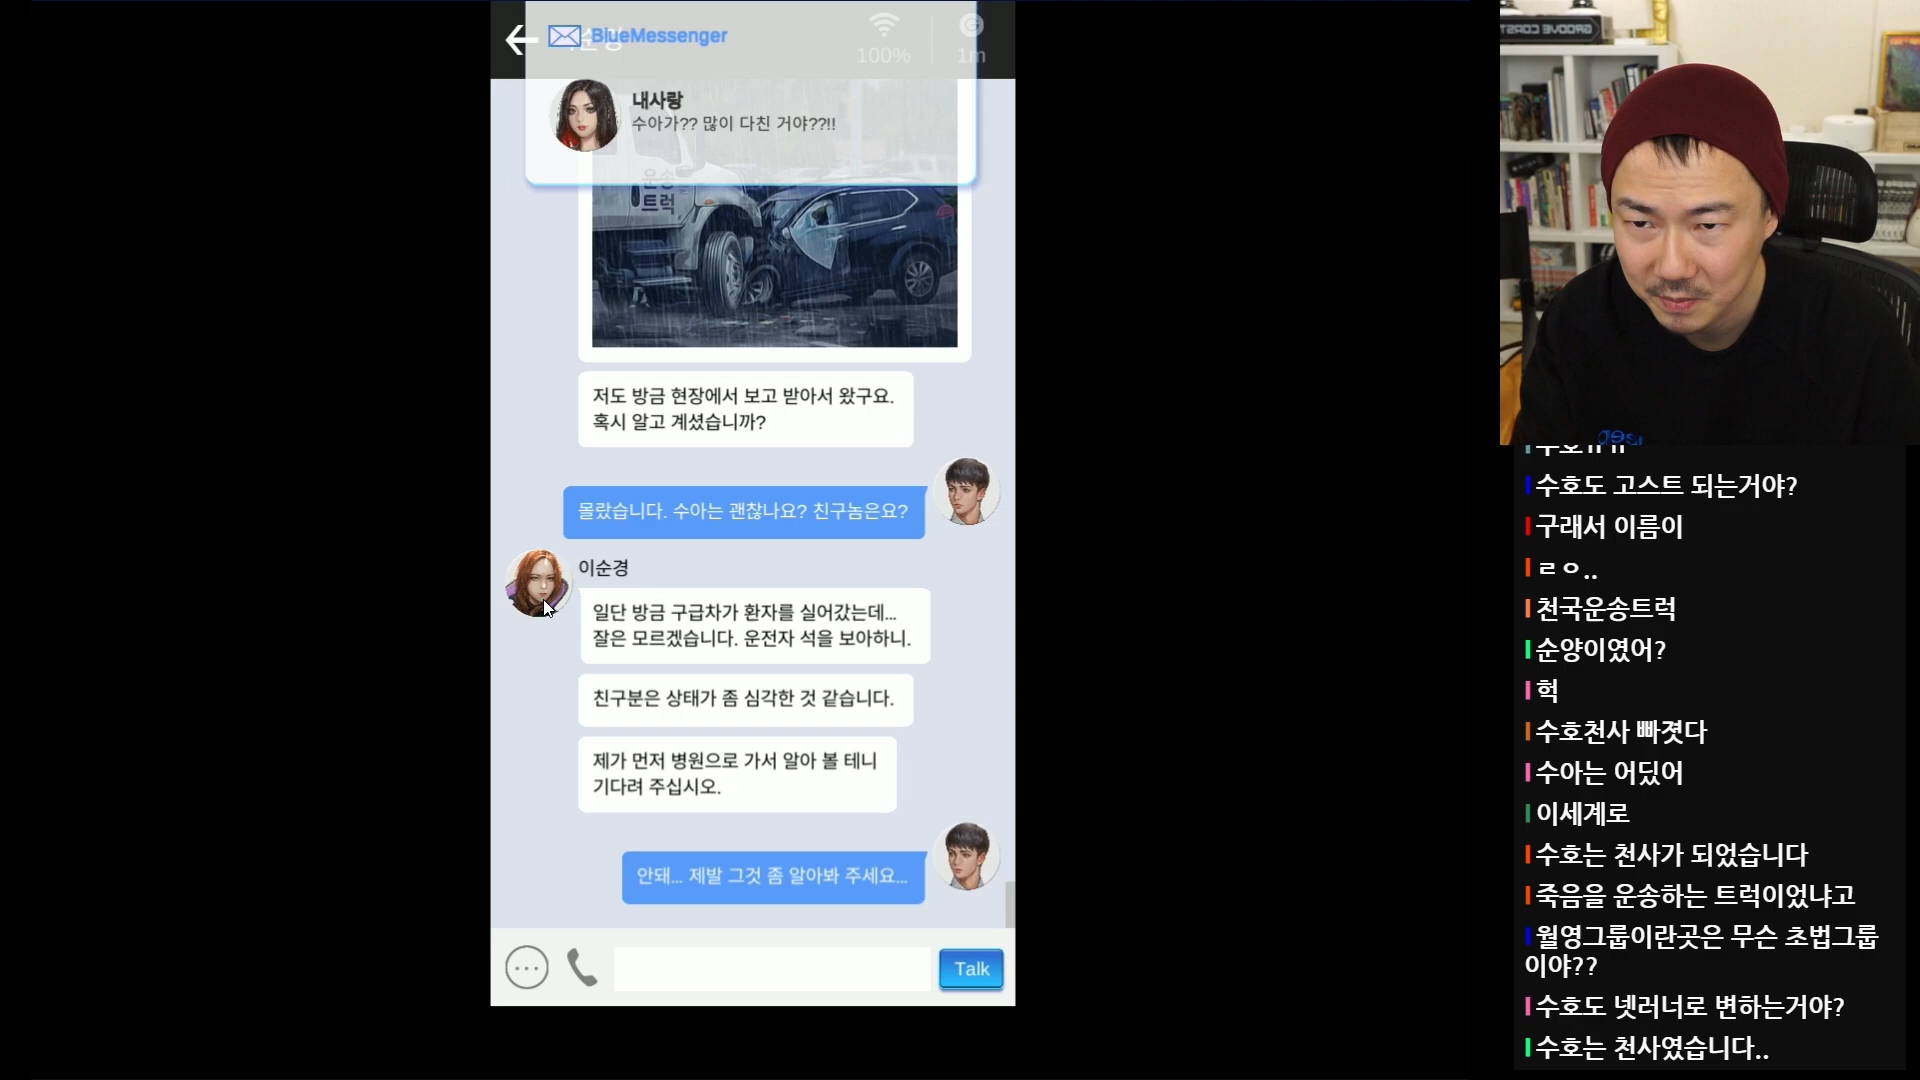 BlueMessenger
100%
1m
내사랑
수아가?? 많이 다친 거야??!!
운송
트럭
저도 방금 현장에서 보고 받아서 왔구요.
혹시 알고 계셨습니까?
몰랐습니다. 수아는 괜찮나요? 친구놈은요?
이순경
일단 방금 구급차가 환자를 실어갔는데...
잘은 모르겠습니다. 운전자 석을 보아하니.
친구분은 상태가 좀 심각한 것 같습니다.
제가 먼저 병원으로 가서 알아 볼 테니
기다려 주십시오.
안돼... 제발 그것 좀 알아봐 주세요...
Talk
수호도 고스트 되는거야?
구래서 이름이
ㄹㅇ..
천국운송트럭
순양이였어?
헉
수호천사 빠졋다
수아는 어딨어
이세계로
수호는 천사가 되었습니다
죽음을 운송하는 트럭이었냐고
월영그룹이란곳은 무슨 초법그룹
이야??
수호도 넷러너로 변하는거야?
수호는 천사였습니다..